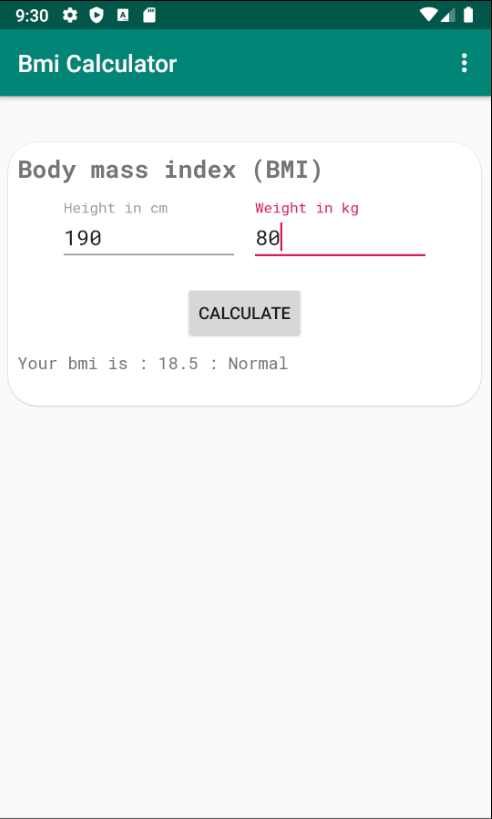 9:30
Bmi Calculator
Body mass index (BMI)
Height in cm
Weight in kg
190
80
CALCULATE
Your bmi is : 18.5 : Normal